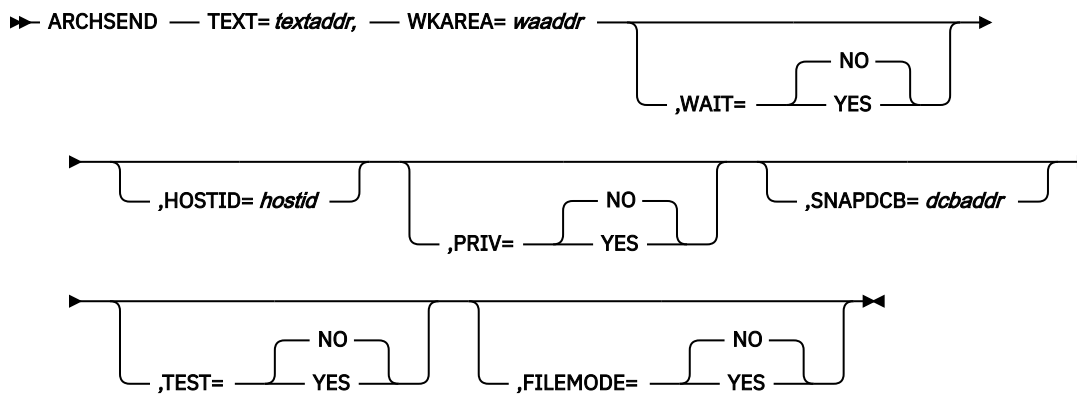 ARCHSEND TEXT= textaddr, WKAREA= waaddr
NO
,WAIT= YES
,HOSTID= hostid
NO
,PRIV= YES
,SNAPDCB= dcbaddr
NO
,TEST= YES
NO
,FILEMODE= YES